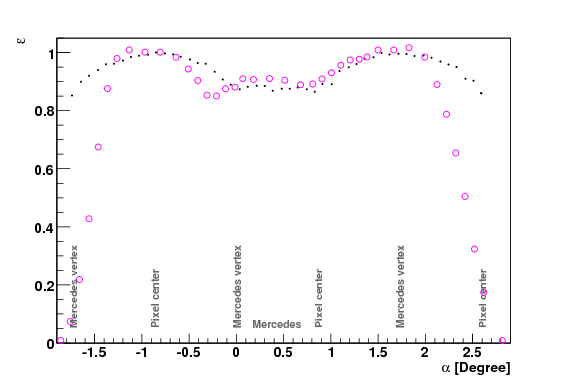 ε
1
0.8
0.6
0.4
0.2
0
Mercedes vertex
Pixel center
Mercedes vertex
Mercedes
Pixel center
Mercedes vertex
Pixel center
-1.5 -1 -0.5 0 0.5 1 1.5 2 2.5
α [Degree]